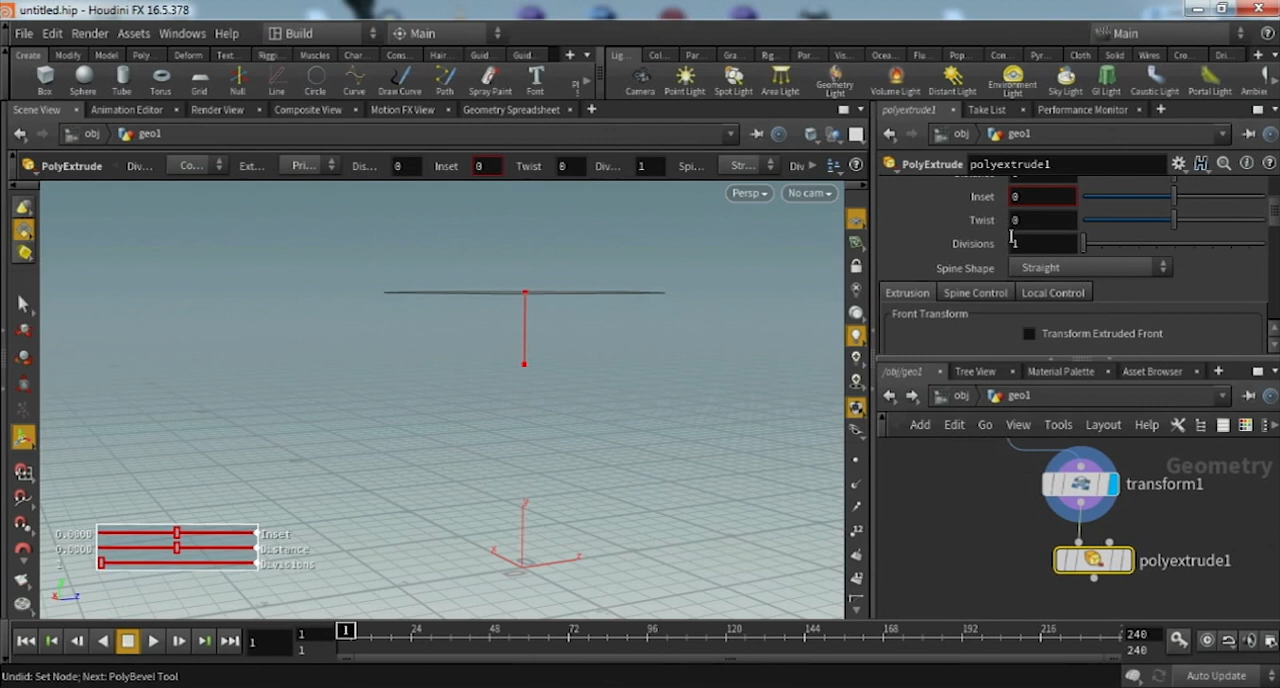 untitled.hip - Houdini FX 16.5.378
File Edit Render Assets Windows Help Build Main Main
Create Modify Model Poly... Deform Text... Riggi... Muscles Char... Cons... Hair... Guid... Guid... Lig... Col... Par... Gra... Rig... Par... Vis... Ocea... Flu... Pop... Con... Pyr... Cloth Solid Wires Cro... Dri...
Box Sphere Tube Torus Grid Null Line Circle Curve Draw Curve Path Spray Paint Font Camera Point Light Spot Light Area Light Geometry Light Volume Light Distant Light Environment Light Sky Light GI Light Caustic Light Portal Light Ambie
Scene View Animation Editor Render View Composite View Motion FX View Geometry Spreadsheet
polyextrude1 Take List Performance Monitor
obj geo1
obj geo1
PolyExtrude Div... Co... Ext... Pri... Dis... 0 Inset 0 Twist 0 Div... 1 Spi... Str... Div
PolyExtrude polyextrude1
Persp No cam
Inset 0
Twist 0
Divisions 1
Spine Shape Straight
Extrusion Spine Control Local Control
Front Transform
Transform Extruded Front
/obj/geo1 Tree View Material Palette Asset Browser
obj geo1
Add Edit Go View Tools Layout Help
Geometry
transform1
polyextrude1
y
x z
0.0000 Inset
0.0000 Distance
1 Divisions
x z
1 1 1 1 24 48 72 96 120 144 168 192 216 2 240 240
Undid: Set Node; Next: PolyBevel Tool
Auto Update